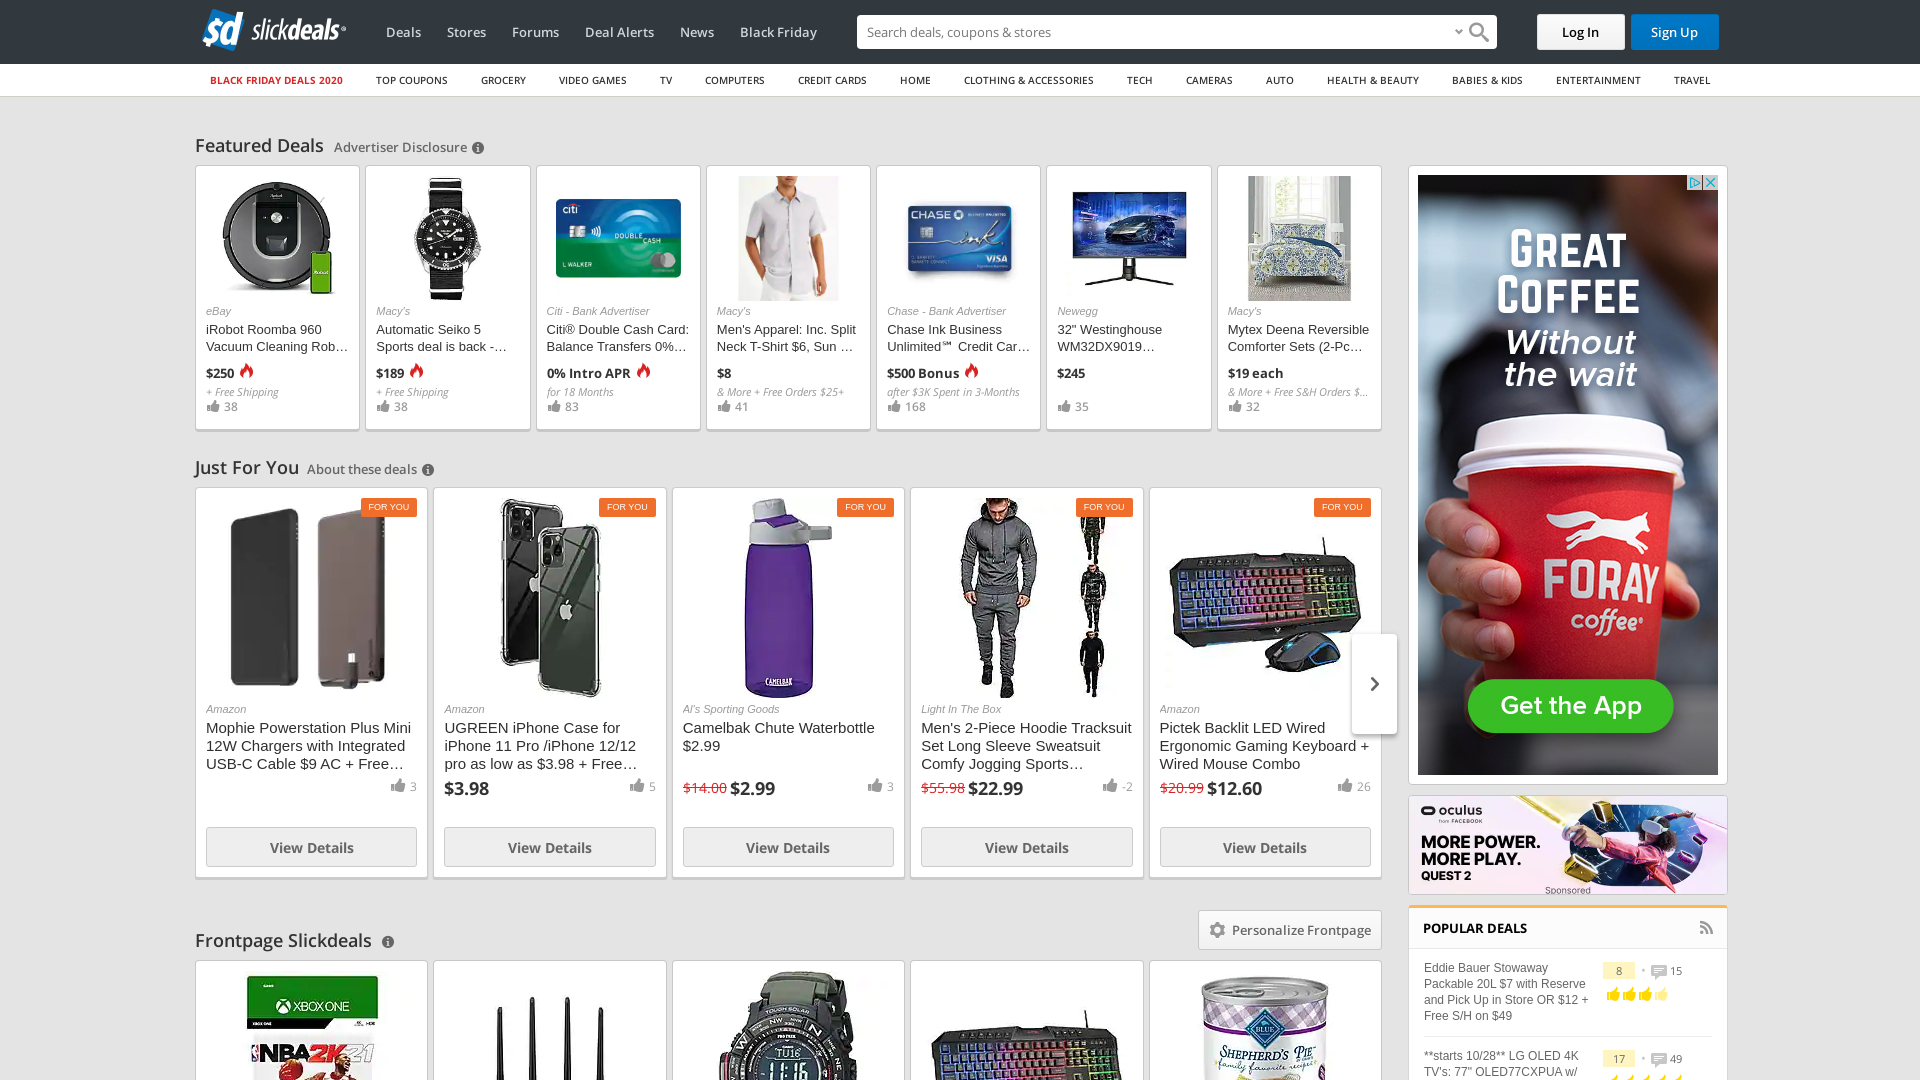 slickdeals
Deals
Stores
Forums
Deal Alerts
News
Black Friday
Search deals, coupons & stores
Log In
Sign Up
BLACK FRIDAY DEALS 2020
TOP COUPONS
GROCERY
VIDEO GAMES
TV
COMPUTERS
CREDIT CARDS
HOME
CLOTHING & ACCESSORIES
TECH
CAMERAS
AUTO
HEALTH & BEAUTY
BABIES & KIDS
ENTERTAINMENT
TRAVEL
Featured Deals
Advertiser Disclosure
eBay
iRobot Roomba 960
Vacuum Cleaning Rob…
$250
+ Free Shipping
38
Macy's
Automatic Seiko 5
Sports deal is back -…
$189
+ Free Shipping
38
citi
DOUBLE
CASH
L WALKER
Citi - Bank Advertiser
Citi® Double Cash Card:
Balance Transfers 0%…
0% Intro APR
for 18 Months
83
Macy's
Men's Apparel: Inc. Split
Neck T-Shirt $6, Sun …
$8
& More + Free Orders $25+
41
CHASE
ink
VISA
Chase - Bank Advertiser
Chase Ink Business
Unlimited℠ Credit Car…
$500 Bonus
after $3K Spent in 3-Months
168
Newegg
32" Westinghouse
WM32DX9019…
$245
35
Macy's
Mytex Deena Reversible
Comforter Sets (2-Pc…
$19 each
& More + Free S&H Orders $…
32
Just For You
About these deals
FOR YOU
Amazon
Mophie Powerstation Plus Mini
12W Chargers with Integrated
USB-C Cable $9 AC + Free…
3
View Details
FOR YOU
Amazon
UGREEN iPhone Case for
iPhone 11 Pro /iPhone 12/12
pro as low as $3.98 + Free…
$3.98
5
View Details
FOR YOU
CAMELBAK
Al's Sporting Goods
Camelbak Chute Waterbottle
$2.99
$14.00 $2.99
3
View Details
FOR YOU
Light In The Box
Men's 2-Piece Hoodie Tracksuit
Set Long Sleeve Sweatsuit
Comfy Jogging Sports…
$55.98 $22.99
-2
View Details
FOR YOU
Amazon
Pictek Backlit LED Wired
Ergonomic Gaming Keyboard +
Wired Mouse Combo
$20.99 $12.60
26
View Details
GREAT
COFFEE
Without
the wait
FORAY
coffee
Get the App
oculus
from FACEBOOK
MORE POWER.
MORE PLAY.
QUEST 2
Sponsored
Frontpage Slickdeals
Personalize Frontpage
XBOX ONE
NBA2K21
TOUGH SOLAR
BLUE
SHEPHERD'S PIE
family favorite recipes
POPULAR DEALS
Eddie Bauer Stowaway
Packable 20L $7 with Reserve
and Pick Up in Store OR $12 +
Free S/H on $49
8
15
**starts 10/28** LG OLED 4K
TV's: 77" OLED77CXPUA w/
17
49